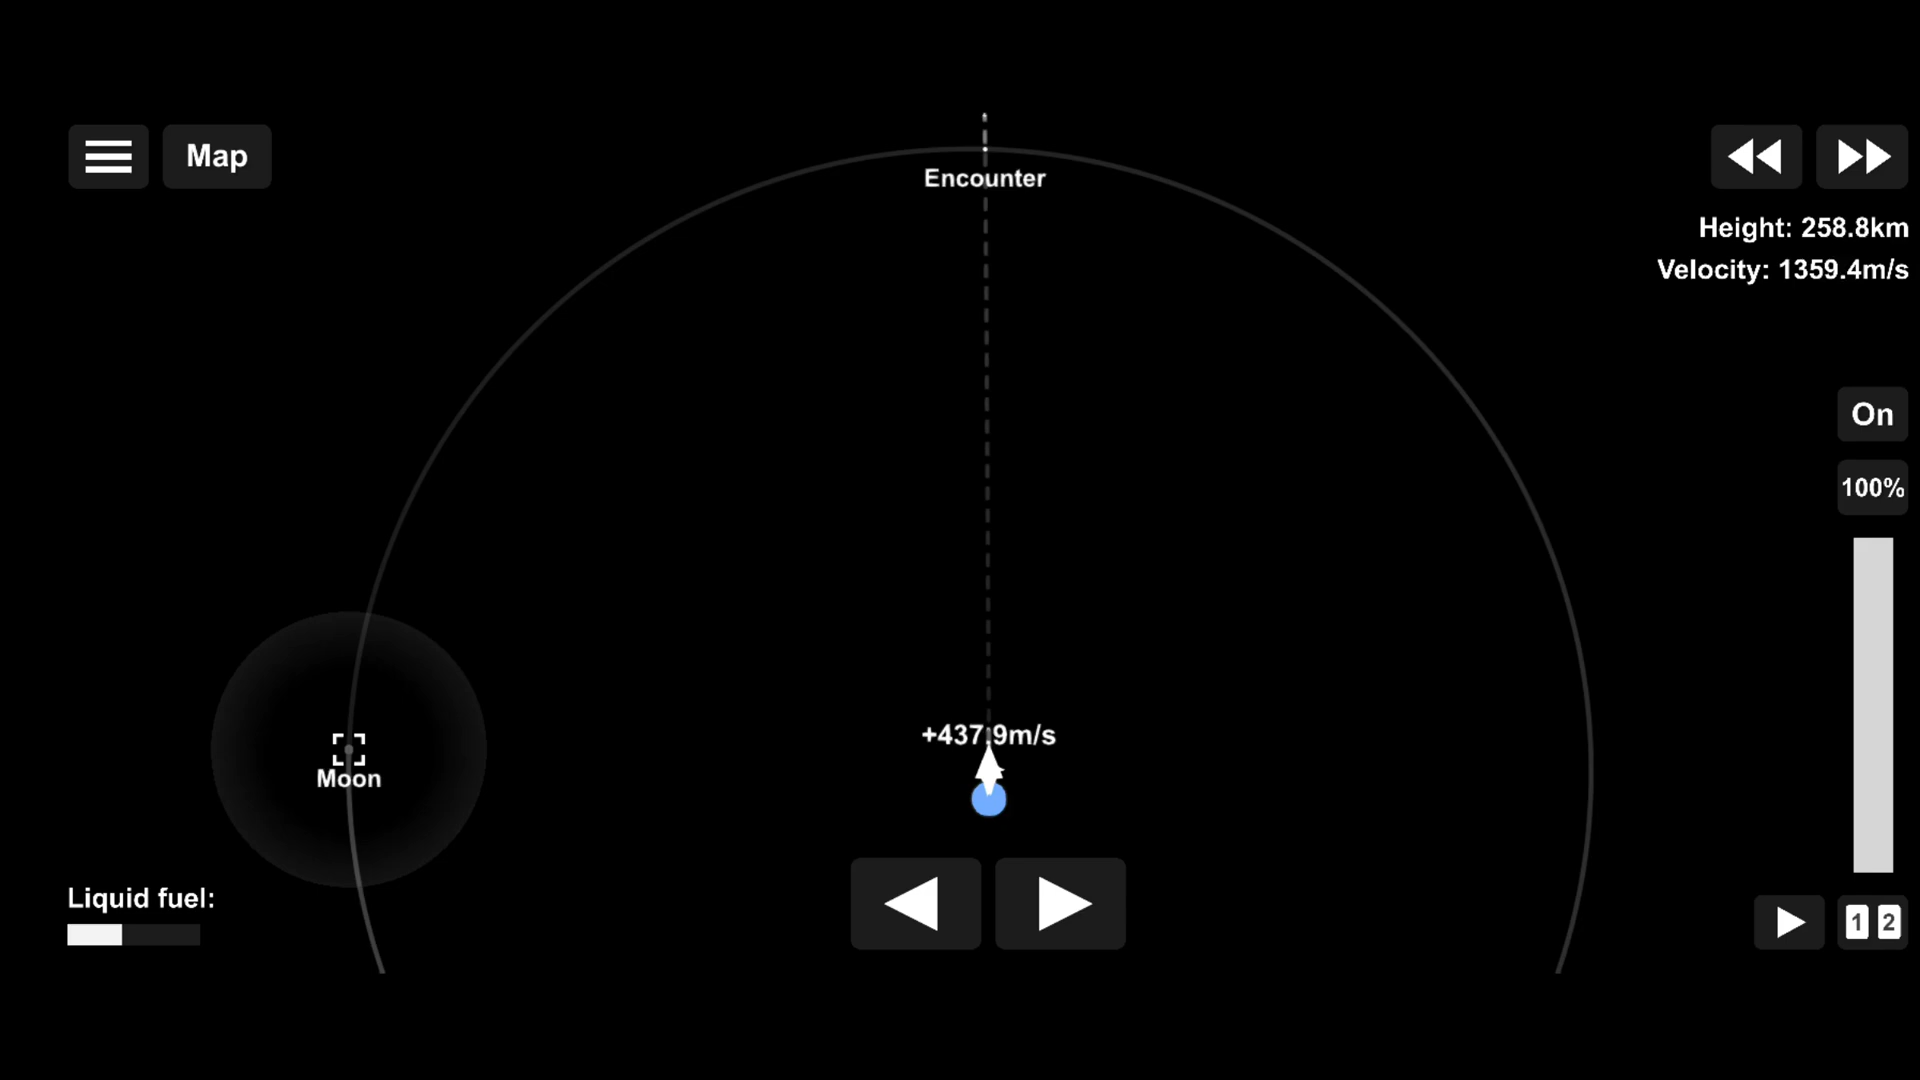 Map
Encounter
Height: 258.8km
Velocity: 1359.4m/s
On
100%
+437.9m/s
Moon
Liquid fuel:
1 2